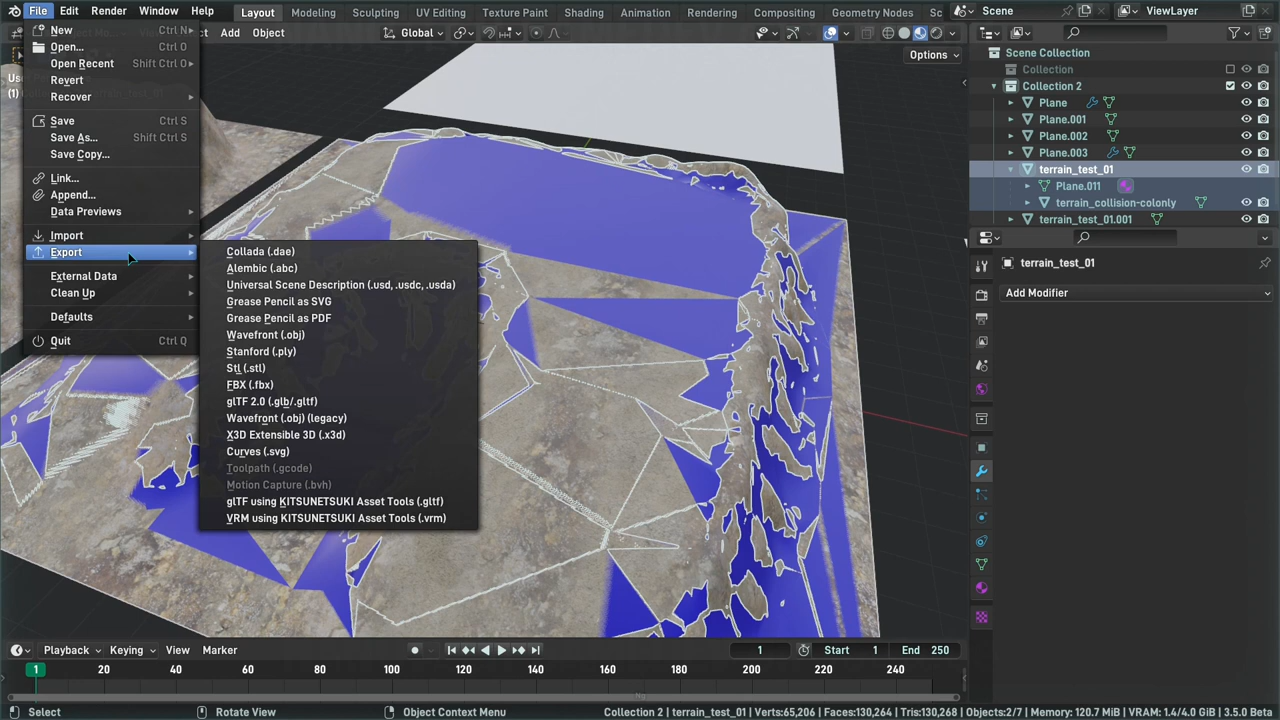 File Edit Render Window Help
Layout Modeling Sculpting UV Editing Texture Paint Shading Animation Rendering Compositing Geometry Nodes Sc
Scene
ViewLayer
Add Object
Global
Options
New Ctrl N
Open... Ctrl O
Open Recent Shift Ctrl O
Revert
Recover
Save Ctrl S
Save As... Shift Ctrl S
Save Copy...
Link...
Append...
Data Previews
Import
Export
External Data
Clean Up
Defaults
Quit Ctrl Q
Collada (.dae)
Alembic (.abc)
Universal Scene Description (.usd, .usdc, .usda)
Grease Pencil as SVG
Grease Pencil as PDF
Wavefront (.obj)
Stanford (.ply)
Stl (.stl)
FBX (.fbx)
glTF 2.0 (.glb/.gltf)
Wavefront (.obj) (legacy)
X3D Extensible 3D (.x3d)
Curves (.svg)
Toolpath (.gcode)
Motion Capture (.bvh)
glTF using KITSUNETSUKI Asset Tools (.gltf)
VRM using KITSUNETSUKI Asset Tools (.vrm)
Scene Collection
Collection
Collection 2
Plane
Plane.001
Plane.002
Plane.003
terrain_test_01
Plane.011
terrain_collision-colonly
terrain_test_01.001
terrain_test_01
Add Modifier
Playback Keying View Marker
1
Start 1
End 250
1 20 40 60 80 100 120 140 160 180 200 220 240
Select
Rotate View
Object Context Menu
Collection 2 | terrain_test_01 | Verts:65,206 | Faces:130,264 | Tris:130,268 | Objects:2/7 | Memory: 120.7 MiB | VRAM: 1.4/4.0 GiB | 3.5.0 Beta